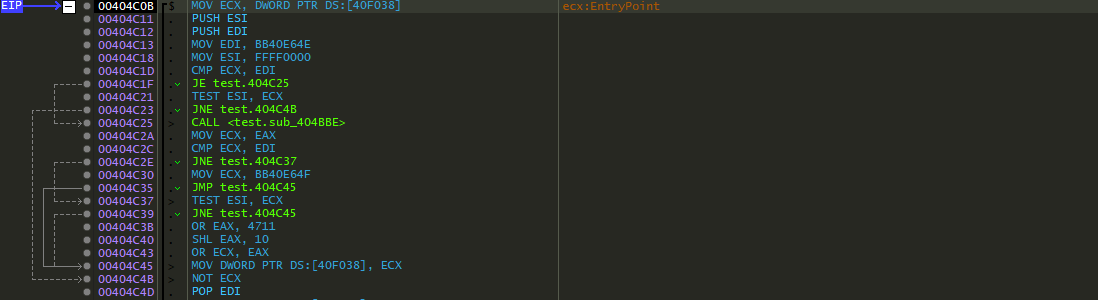 EIP 00404C0B $ MOV ECX, DWORD PTR DS:[40F038] ecx:EntryPoint
00404C11 . PUSH ESI
00404C12 . PUSH EDI
00404C13 . MOV EDI, BB40E64E
00404C18 . MOV ESI, FFFF0000
00404C1D . CMP ECX, EDI
00404C1F . JE test.404C25
00404C21 . TEST ESI, ECX
00404C23 . JNE test.404C4B
00404C25 > CALL <test.sub_404BBE>
00404C2A . MOV ECX, EAX
00404C2C . CMP ECX, EDI
00404C2E . JNE test.404C37
00404C30 . MOV ECX, BB40E64F
00404C35 . JMP test.404C45
00404C37 > TEST ESI, ECX
00404C39 . JNE test.404C45
00404C3B . OR EAX, 4711
00404C40 . SHL EAX, 10
00404C43 . OR ECX, EAX
00404C45 > MOV DWORD PTR DS:[40F038], ECX
00404C4B > NOT ECX
00404C4D . POP EDI